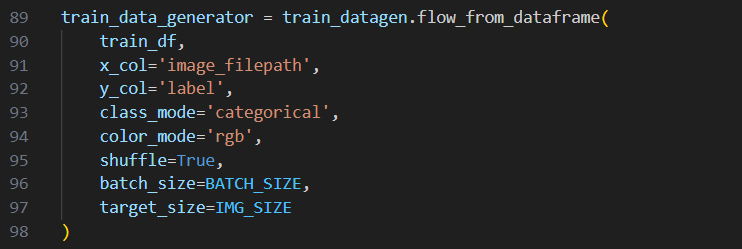 89 train_data_generator = train_datagen.flow_from_dataframe(
90     train_df,
91     x_col='image_filepath',
92     y_col='label',
93     class_mode='categorical',
94     color_mode='rgb',
95     shuffle=True,
96     batch_size=BATCH_SIZE,
97     target_size=IMG_SIZE
98 )